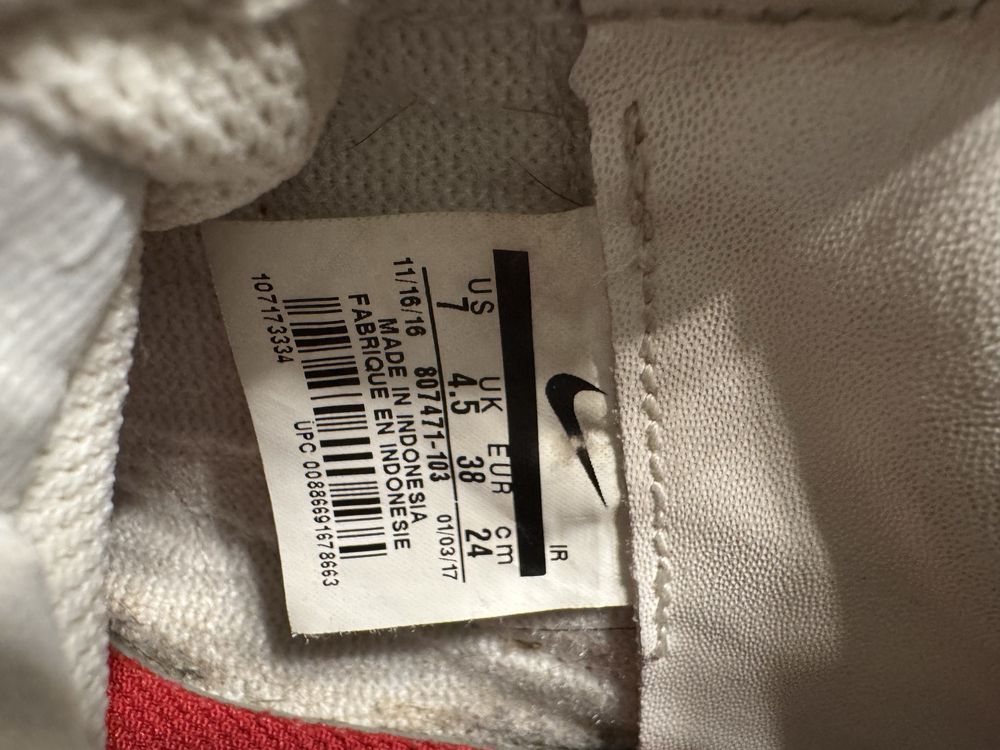 IR
US UK EUR cm
7 4.5 38 24
11/16/16 807471-103 01/03/17
MADE IN INDONESIA
FABRIQUE EN INDONESIE
107173334 UPC 00886691678663